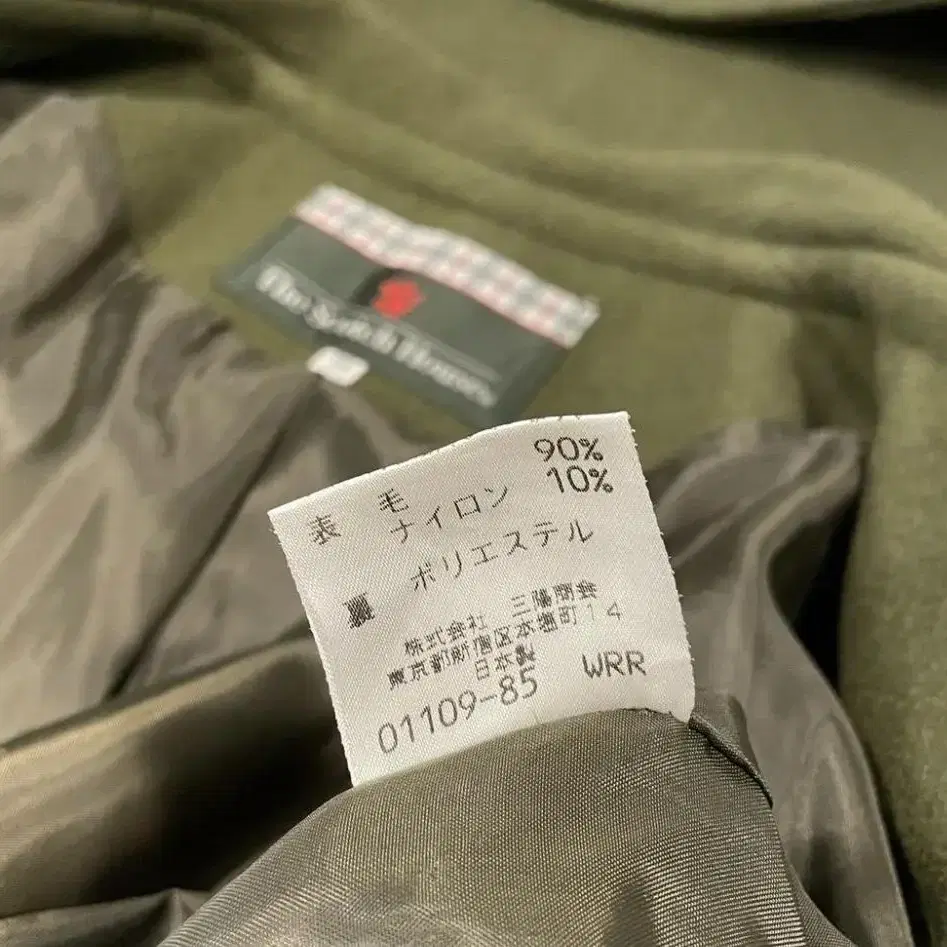 The Scotch House
表 毛 90%
ナイロン 10%
裏 ポリエステル
株式会社 三陽商会
東京都新宿区本塩町14
日本製
01109-85 WRR